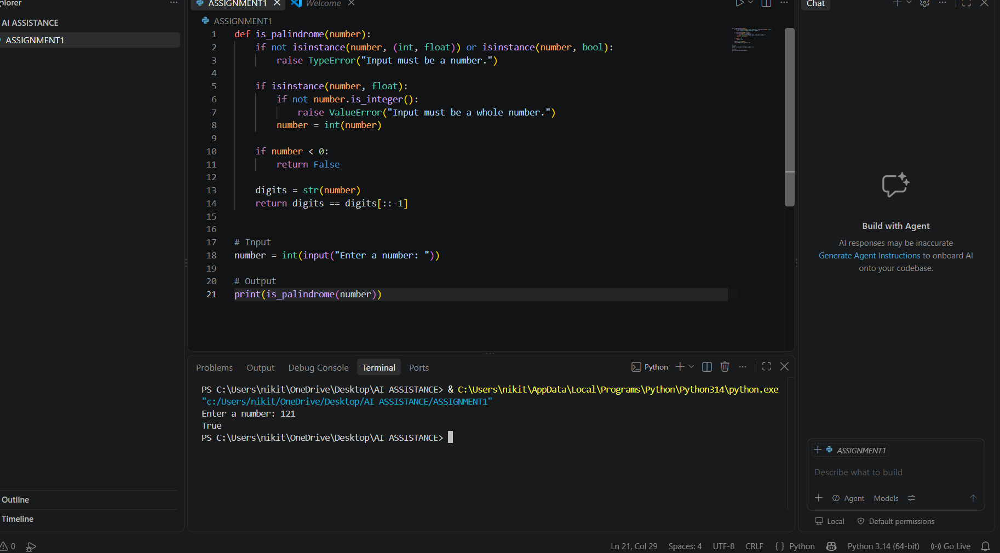 plorer
AI ASSISTANCE
ASSIGNMENT1
Outline
Timeline
ASSIGNMENT1
Welcome
ASSIGNMENT1
1 def is_palindrome(number):
2     if not isinstance(number, (int, float)) or isinstance(number, bool):
3         raise TypeError("Input must be a number.")
4
5     if isinstance(number, float):
6         if not number.is_integer():
7             raise ValueError("Input must be a whole number.")
8         number = int(number)
9
10     if number < 0:
11         return False
12
13     digits = str(number)
14     return digits == digits[::-1]
15
16
17 # Input
18 number = int(input("Enter a number: "))
19
20 # Output
21 print(is_palindrome(number))
Problems Output Debug Console Terminal Ports
Python
PS C:\Users\nikit\OneDrive\Desktop\AI ASSISTANCE> & C:\Users\nikit\AppData\Local\Programs\Python\Python314\python.exe
"c:/Users/nikit/OneDrive/Desktop/AI ASSISTANCE/ASSIGNMENT1"
Enter a number: 121
True
PS C:\Users\nikit\OneDrive\Desktop\AI ASSISTANCE>
Chat
Build with Agent
AI responses may be inaccurate
Generate Agent Instructions to onboard AI
onto your codebase.
ASSIGNMENT1
Describe what to build
Agent Models
Local Default permissions
0
Ln 21, Col 29 Spaces: 4 UTF-8 CRLF { } Python Python 3.14 (64-bit) Go Live